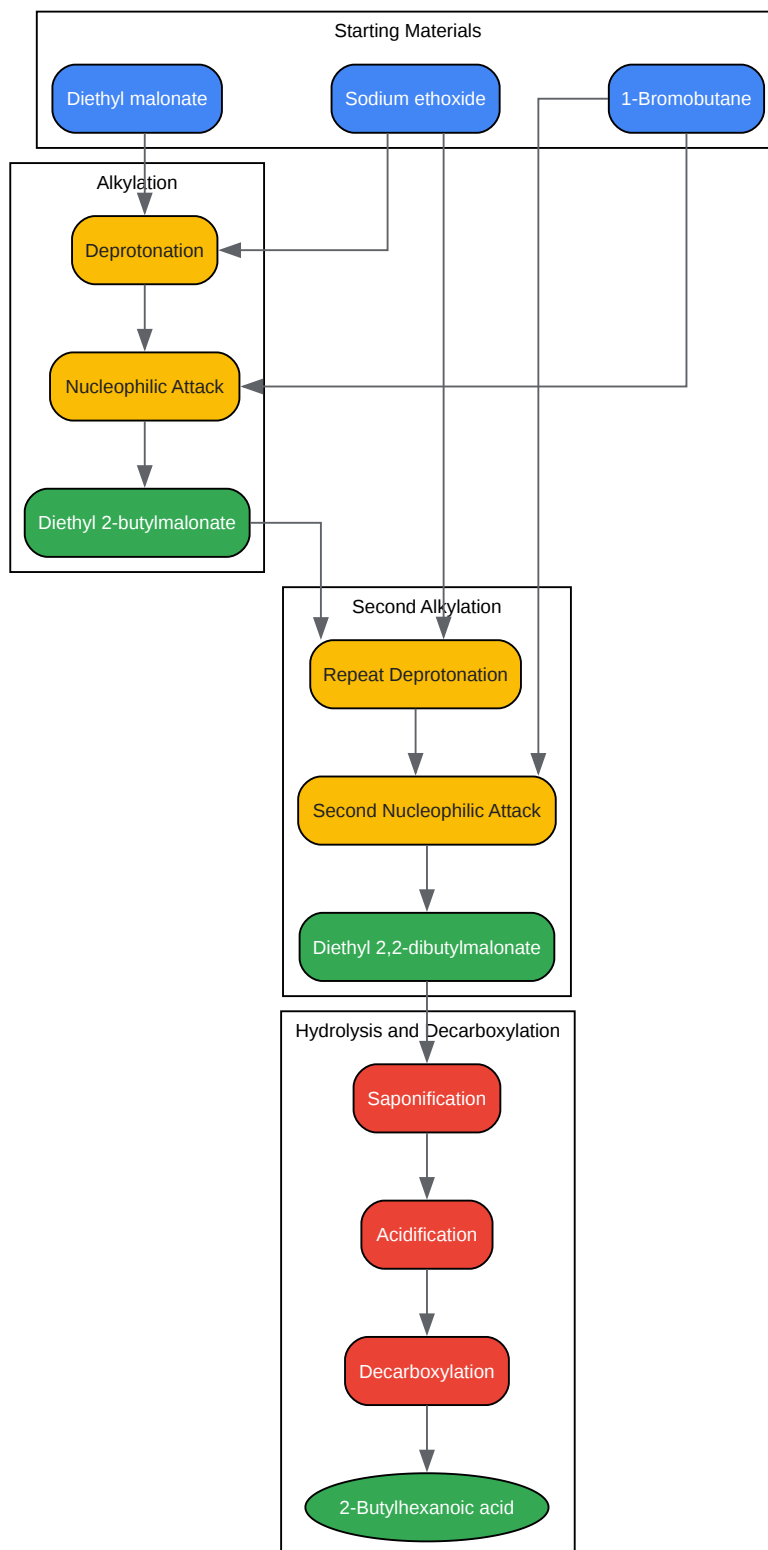 Starting Materials
Diethyl malonate
Sodium ethoxide
1-Bromobutane
Alkylation
Deprotonation
Nucleophilic Attack
Diethyl 2-butylmalonate
Second Alkylation
Repeat Deprotonation
Second Nucleophilic Attack
Diethyl 2,2-dibutylmalonate
Hydrolysis and Decarboxylation
Saponification
Acidification
Decarboxylation
2-Butylhexanoic acid